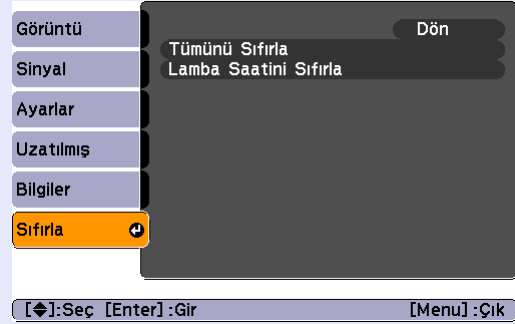 Görüntü
Sinyal
Ayarlar
Uzatılmış
Bilgiler
Sıfırla
Dön
Tümünü Sıfırla
Lamba Saatini Sıfırla
[◆]:Seç [Enter]:Gir [Menu]:Çık